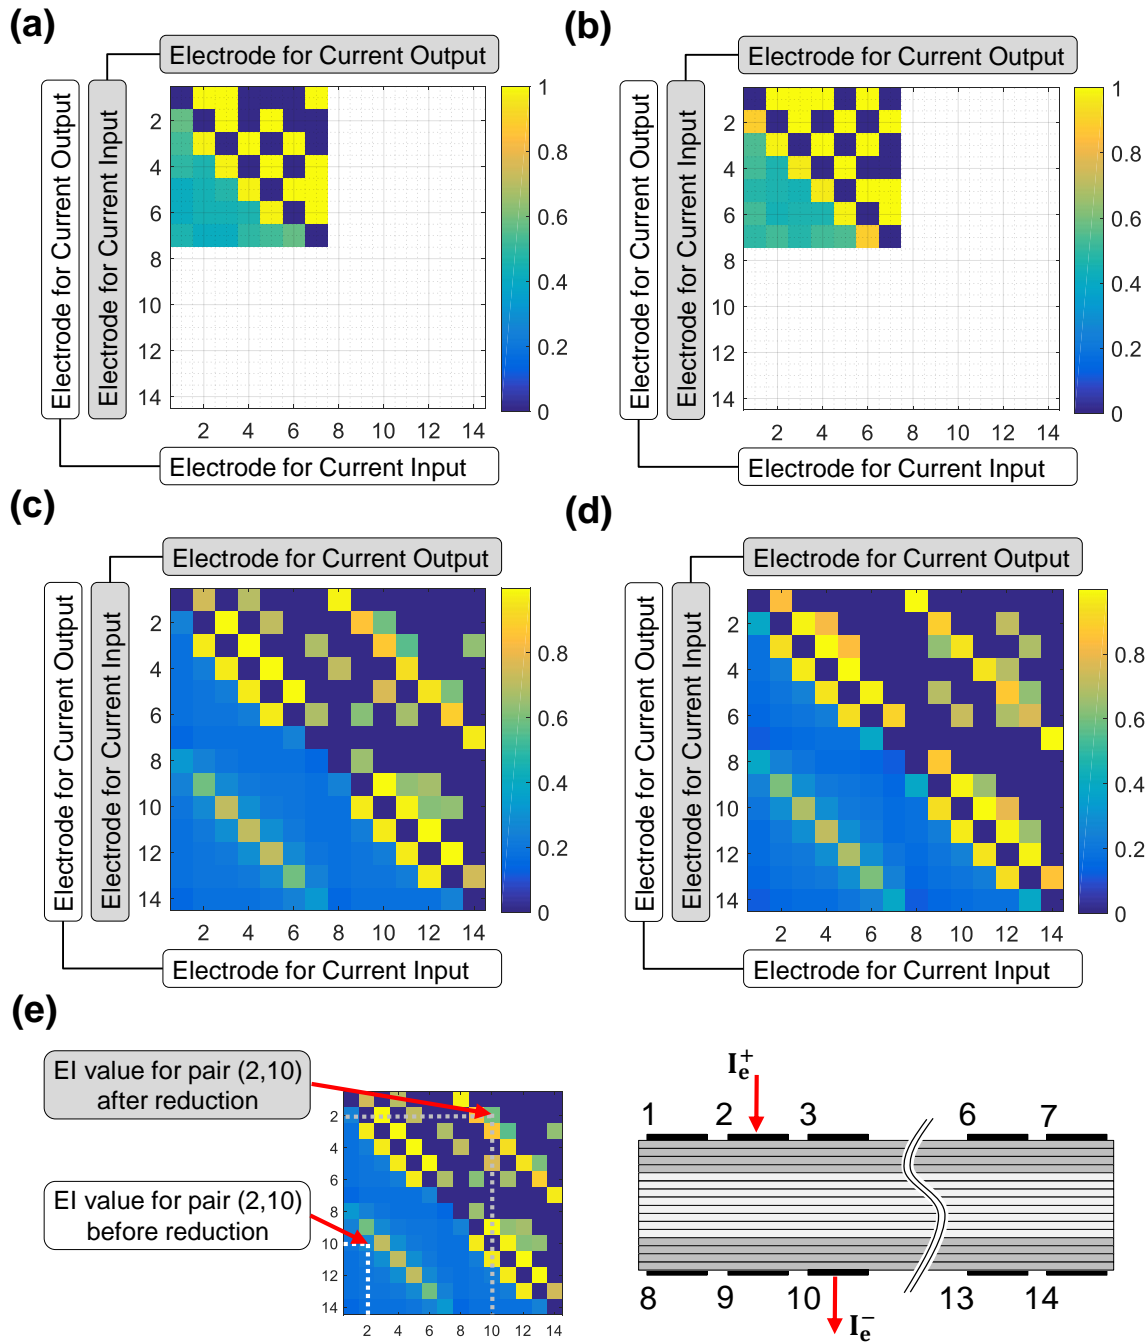 (a)
Electrode for Current Output
Electrode for Current Output
Electrode for Current Input
2
4
6
8
10
12
14
2 4 6 8 10 12 14
1
0.8
0.6
0.4
0.2
0
Electrode for Current Input
(b)
Electrode for Current Output
Electrode for Current Output
Electrode for Current Input
2
4
6
8
10
12
14
2 4 6 8 10 12 14
1
0.8
0.6
0.4
0.2
0
Electrode for Current Input
(c)
Electrode for Current Output
Electrode for Current Output
Electrode for Current Input
2
4
6
8
10
12
14
2 4 6 8 10 12 14
0.8
0.6
0.4
0.2
0
Electrode for Current Input
(d)
Electrode for Current Output
Electrode for Current Output
Electrode for Current Input
2
4
6
8
10
12
14
2 4 6 8 10 12 14
0.8
0.6
0.4
0.2
0
Electrode for Current Input
(e)
EI value for pair (2,10)
after reduction
EI value for pair (2,10)
before reduction
2
4
6
8
10
12
14
2 4 6 8 10 12 14
I_e^+
1 2 3 6 7
8 9 10 13 14
I_e^-